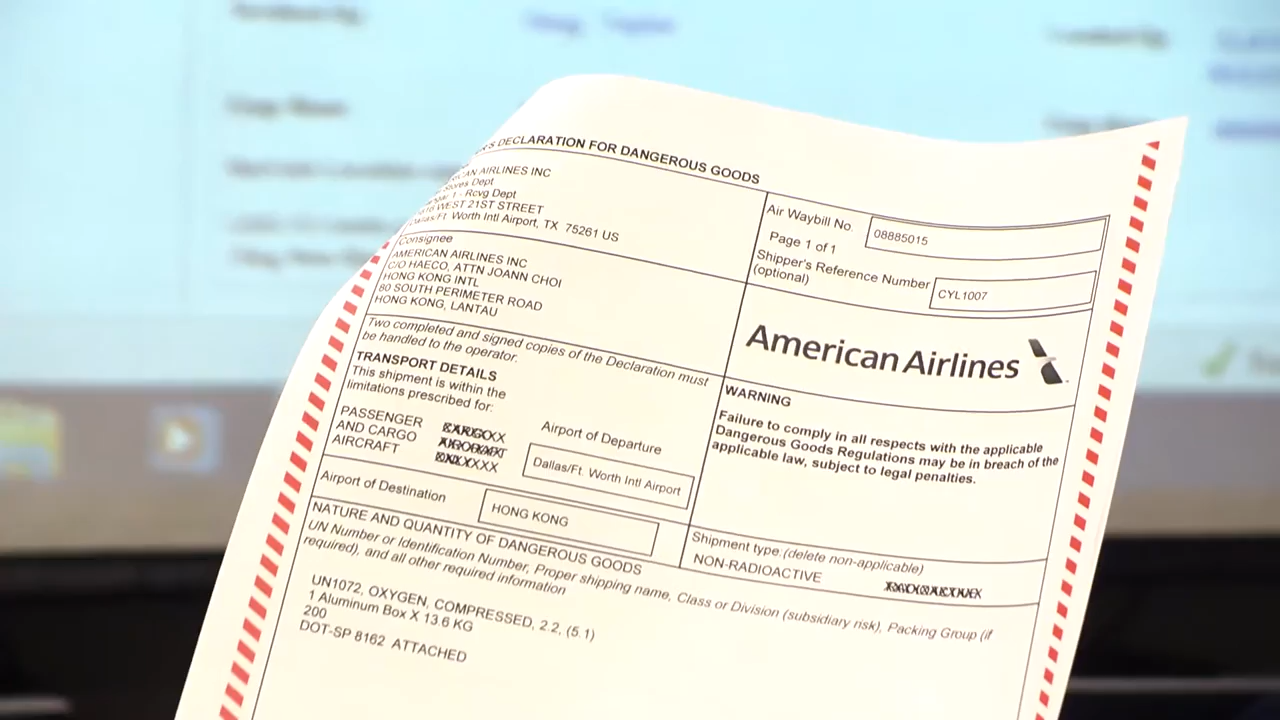 DECLARATION FOR DANGEROUS GOODS
AIRLINES INC
Stores Dept
1 - Rcvg Dept
WEST 21ST STREET
Dallas/Ft. Worth Intl Airport, TX 75261 US
Air Waybill No.
08885015
Page 1 of 1
Shipper's Reference Number
(optional)
CYL1007
Consignee
AMERICAN AIRLINES INC
C/O HAECO, ATTN JOANN CHOI
HONG KONG INTL
80 SOUTH PERIMETER ROAD
HONG KONG, LANTAU
American Airlines
Two completed and signed copies of the Declaration must
be handled to the operator.
TRANSPORT DETAILS
This shipment is within the
limitations prescribed for:
PASSENGER
AND CARGO
AIRCRAFT
Airport of Departure
Dallas/Ft. Worth Intl Airport
WARNING
Failure to comply in all respects with the applicable
Dangerous Goods Regulations may be in breach of the
applicable law, subject to legal penalties.
Airport of Destination
HONG KONG
Shipment type:(delete non-applicable)
NON-RADIOACTIVE
NATURE AND QUANTITY OF DANGEROUS GOODS
UN Number or Identification Number, Proper shipping name, Class or Division (subsidiary risk), Packing Group (if
required), and all other required information
UN1072, OXYGEN, COMPRESSED, 2.2, (5.1)
1 Aluminum Box X 13.6 KG
200
DOT-SP 8162 ATTACHED